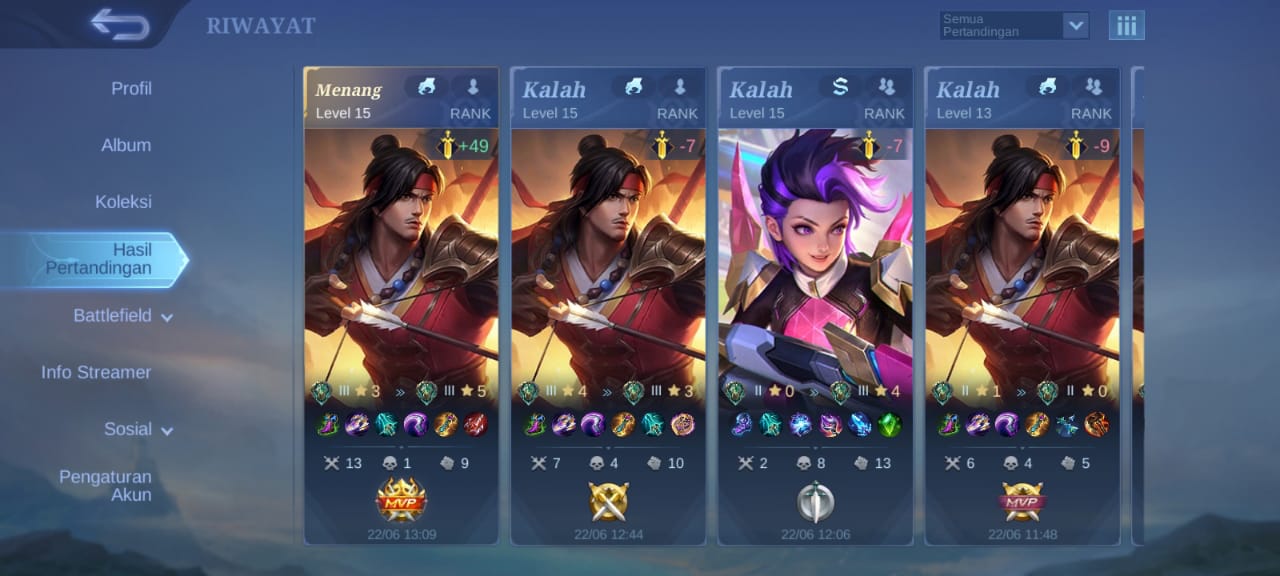 RIWAYAT
Semua
Pertandingan
Profil
Album
Koleksi
Hasil
Pertandingan
Battlefield
Info Streamer
Sosial
Pengaturan
Akun
Menang
Level 15
RANK
+49
III 3 » III 5
13 1 9
MVP
22/06 13:09
Kalah
Level 15
RANK
-7
III 4 » III 3
7 4 10
22/06 12:44
Kalah
Level 15
RANK
-7
II 0 » III 4
2 8 13
22/06 12:06
Kalah
Level 13
RANK
-9
II 1 » II 0
6 4 5
MVP
22/06 11:48